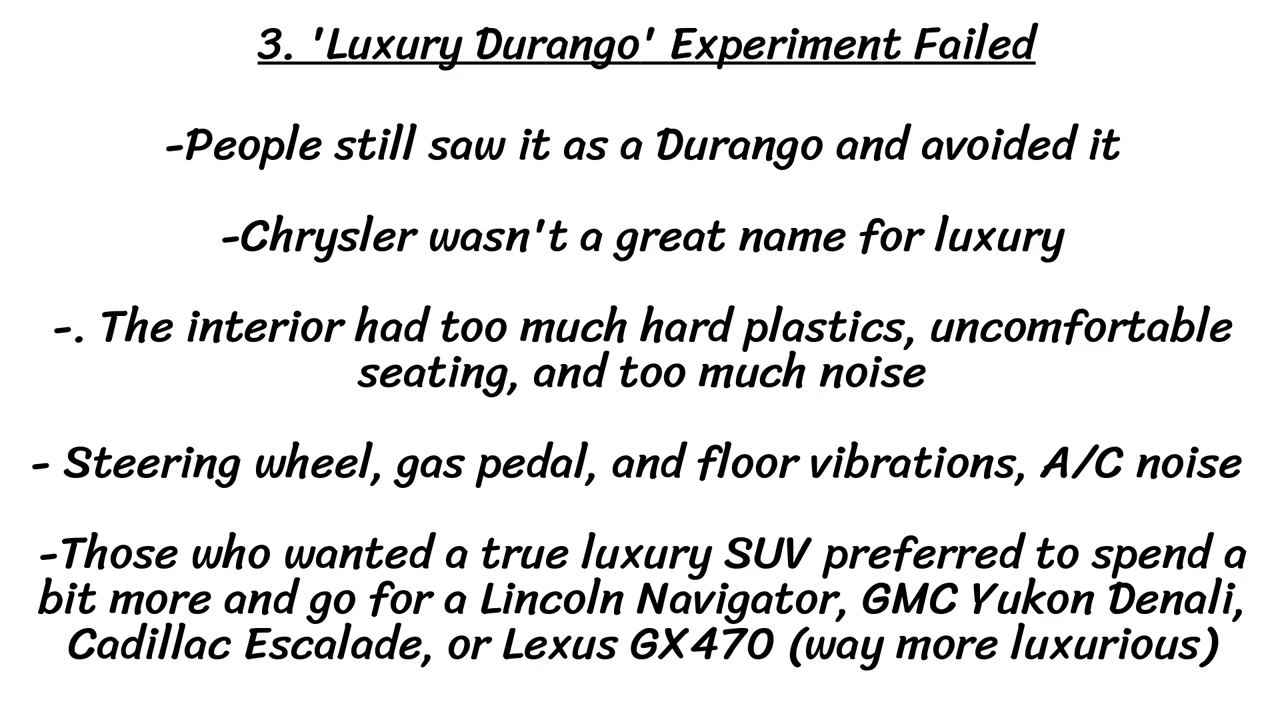 3. 'Luxury Durango' Experiment Failed
-People still saw it as a Durango and avoided it
-Chrysler wasn't a great name for luxury
-. The interior had too much hard plastics, uncomfortable
seating, and too much noise
- Steering wheel, gas pedal, and floor vibrations, A/C noise
-Those who wanted a true luxury SUV preferred to spend a
bit more and go for a Lincoln Navigator, GMC Yukon Denali,
Cadillac Escalade, or Lexus GX470 (way more luxurious)